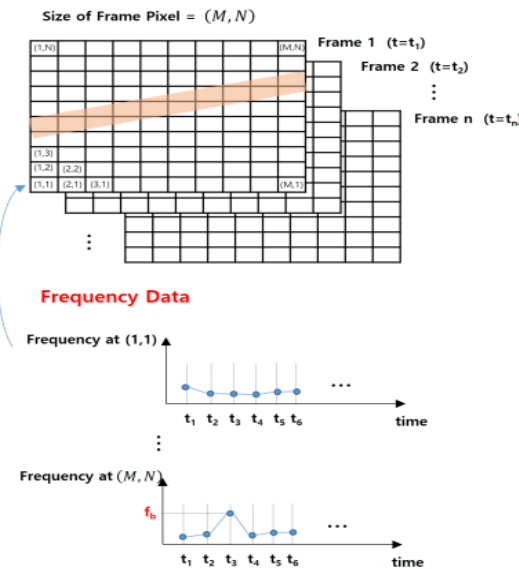 Size of Frame Pixel = (M, N)
(1,N) (M,N) Frame 1 (t=t₁)
Frame 2 (t=t₂)
⋮
Frame n (t=tₙ)
(1,3)
(1,2) (2,2)
(1,1) (2,1) (3,1) (M,1)
⋮
Frequency Data
Frequency at (1,1)
...
t₁ t₂ t₃ t₄ t₅ t₆
time
⋮
Frequency at (M, N)
f_b
...
t₁ t₂ t₃ t₄ t₅ t₆
time